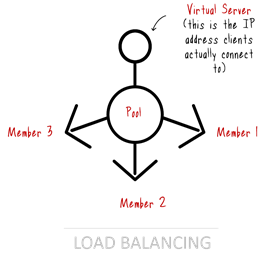 Virtual Server
(this is the IP
address clients
actually connect
to)
Pool
Member 3
Member 1
Member 2
LOAD BALANCING